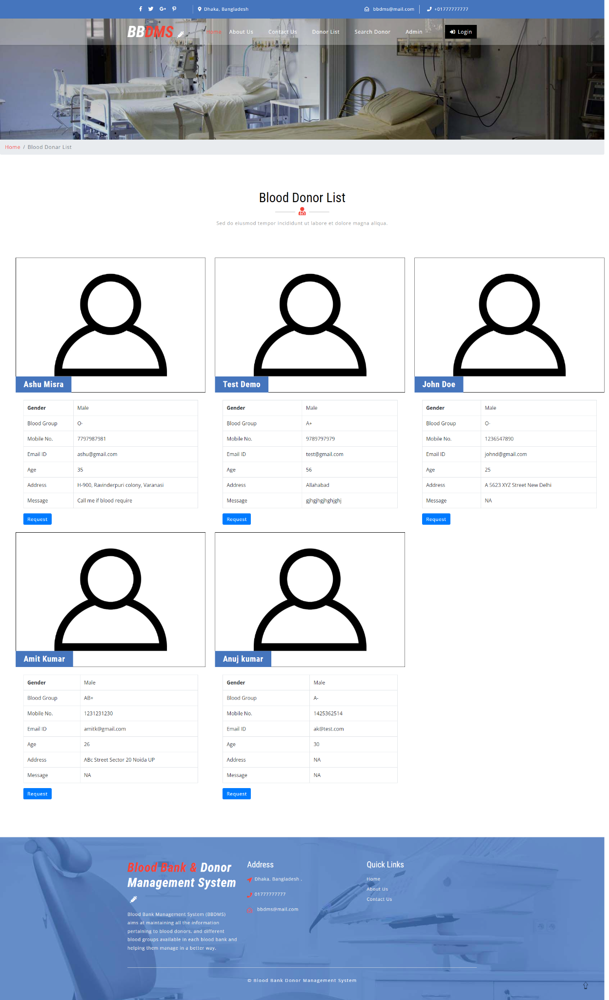 Dhaka, Bangladesh
bbdms@mail.com
+01777777777
BBDMS
Home About Us Contact Us Donor List Search Donor Admin Login
Home / Blood Donar List
Blood Donor List
Sed do eiusmod tempor incididunt ut labore et dolore magna aliqua.
Ashu Misra
Gender Male
Blood Group O-
Mobile No. 7797987981
Email ID ashu@gmail.com
Age 35
Address H-900, Ravinderpuri colony, Varanasi
Message Call me if blood require
Request
Test Demo
Gender Male
Blood Group A+
Mobile No. 9789797979
Email ID test@gmail.com
Age 56
Address Allahabad
Message gjhgjhgjhghjghj
Request
John Doe
Gender Male
Blood Group O-
Mobile No. 1236547890
Email ID johnd@gmail.com
Age 25
Address A 5623 XYZ Street New Delhi
Message NA
Request
Amit Kumar
Gender Male
Blood Group AB+
Mobile No. 1231231230
Email ID amitk@gmail.com
Age 26
Address ABc Street Sector 20 Noida UP
Message NA
Request
Anuj kumar
Gender Male
Blood Group A-
Mobile No. 1425362514
Email ID ak@test.com
Age 30
Address NA
Message NA
Request
Blood Bank & Donor
Management System
Blood Bank Management System (BBDMS)
aims at maintaining all the information
pertaining to blood donors, and different
blood groups available in each blood bank and
helping them manage in a better way.
Address
Dhaka, Bangladesh .
01777777777
bbdms@mail.com
Quick Links
Home
About Us
Contact Us
© Blood Bank Donor Management System